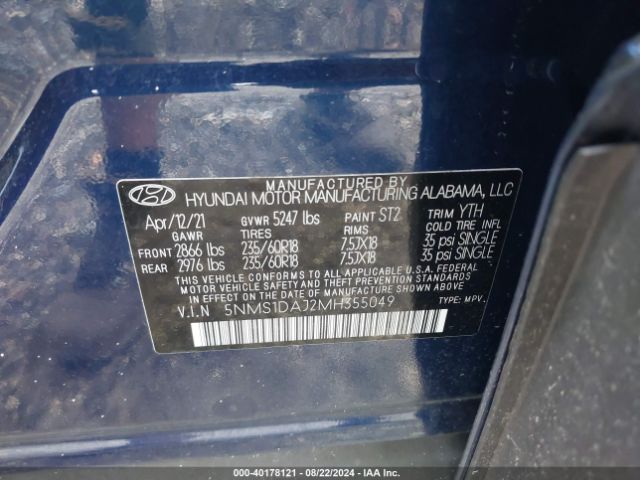 MANUFACTURED BY
HYUNDAI MOTOR MANUFACTURING ALABAMA, LLC
Apr/12/21 GVWR 5247 lbs PAINT ST2 TRIM YTH
GAWR TIRES RIMS COLD TIRE INFL
FRONT 2866 lbs 235/60R18 7.5JX18 35 psi SINGLE
REAR 2976 lbs 235/60R18 7.5JX18 35 psi SINGLE
THIS VEHICLE CONFORMS TO ALL APPLICABLE U.S.A. FEDERAL
MOTOR VEHICLE SAFETY AND THEFT PREVENTION STANDARDS
IN EFFECT ON THE DATE OF MANUFACTURE SHOWN ABOVE.
V.I.N 5NMS1DAJ2MH355049 TYPE: MPV.
000-40178121 - 08/22/2024 - IAA Inc.